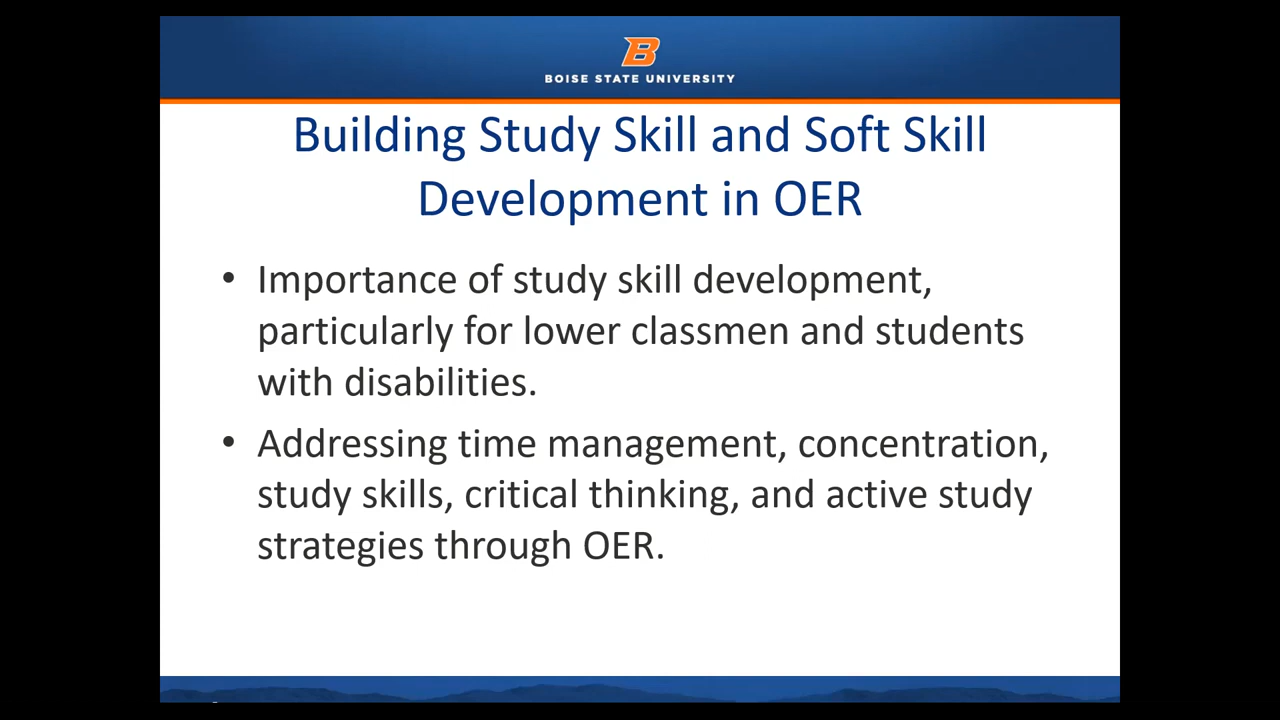 B
BOISE STATE UNIVERSITY
Building Study Skill and Soft Skill
Development in OER
• Importance of study skill development,
particularly for lower classmen and students
with disabilities.
• Addressing time management, concentration,
study skills, critical thinking, and active study
strategies through OER.